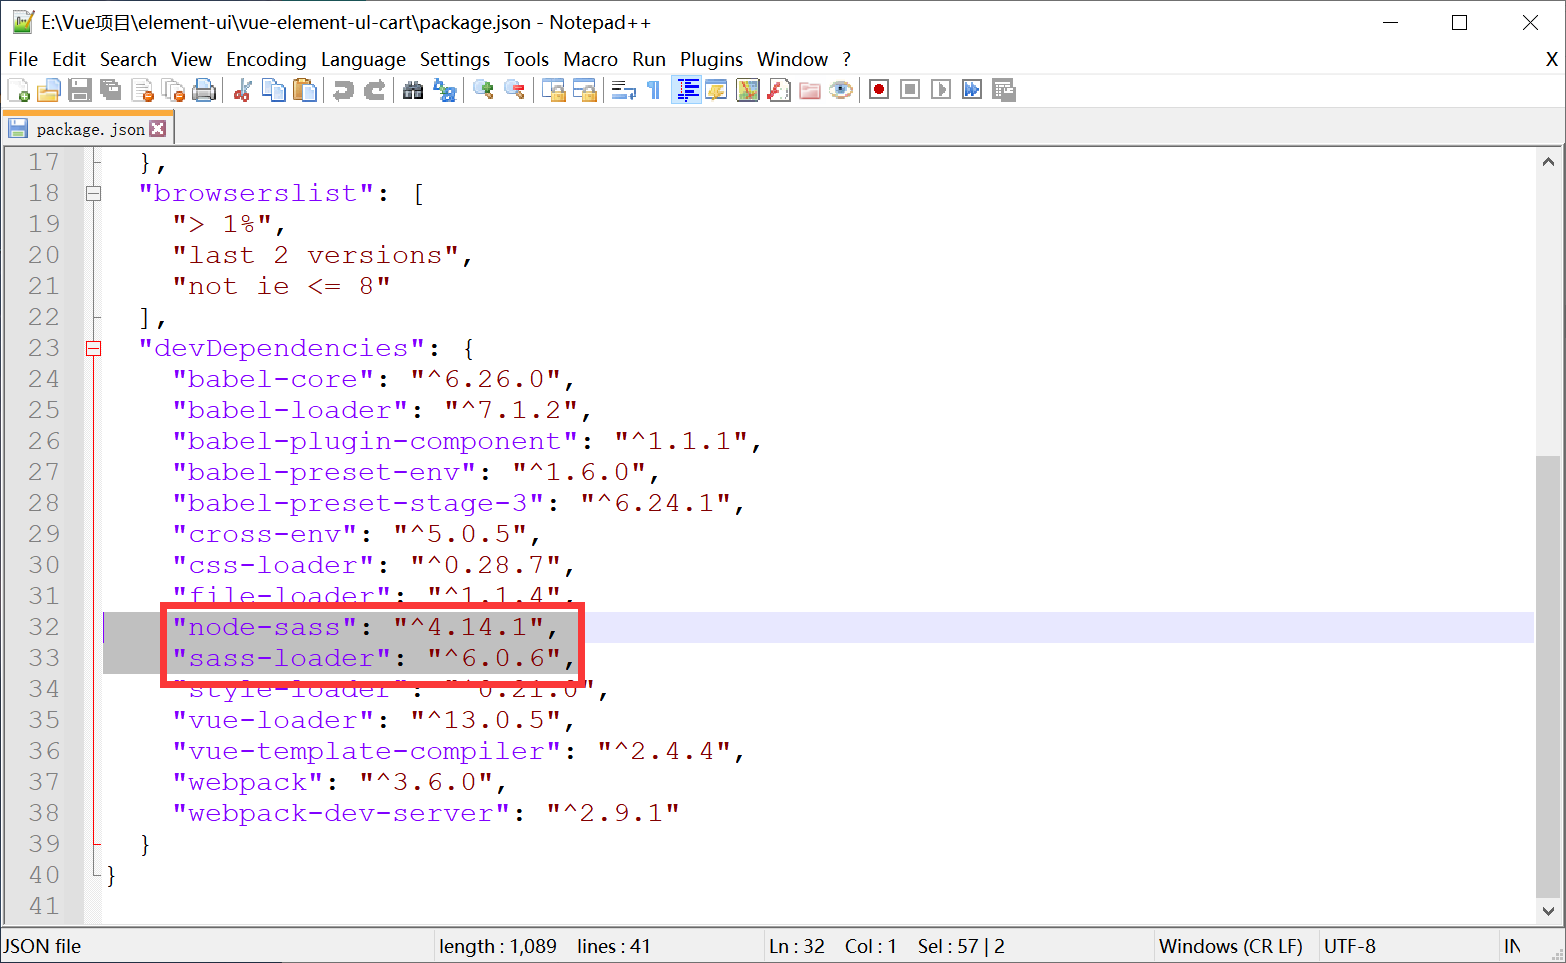 E:\Vue项目\element-ui\vue-element-ul-cart\package.json - Notepad++
File Edit Search View Encoding Language Settings Tools Macro Run Plugins Window ? X
package.json
17 },
18 "browserslist": [
19 "> 1%",
20 "last 2 versions",
21 "not ie <= 8"
22 ],
23 "devDependencies": {
24 "babel-core": "^6.26.0",
25 "babel-loader": "^7.1.2",
26 "babel-plugin-component": "^1.1.1",
27 "babel-preset-env": "^1.6.0",
28 "babel-preset-stage-3": "^6.24.1",
29 "cross-env": "^5.0.5",
30 "css-loader": "^0.28.7",
31 "file-loader": "^1.1.4",
32 "node-sass": "^4.14.1",
33 "sass-loader": "^6.0.6",
34 "style-loader": "^0.21.0",
35 "vue-loader": "^13.0.5",
36 "vue-template-compiler": "^2.4.4",
37 "webpack": "^3.6.0",
38 "webpack-dev-server": "^2.9.1"
39 }
40 }
41
JSON file length : 1,089 lines : 41 Ln : 32 Col : 1 Sel : 57 | 2 Windows (CR LF) UTF-8 IN